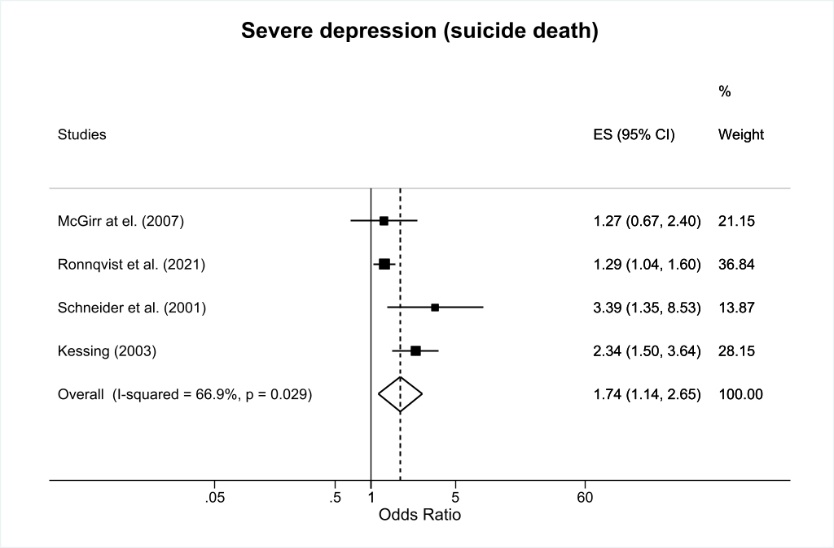 Severe depression (suicide death)
%
Studies ES (95% CI) Weight
McGirr at el. (2007) 1.27 (0.67, 2.40) 21.15
Ronnqvist et al. (2021) 1.29 (1.04, 1.60) 36.84
Schneider et al. (2001) 3.39 (1.35, 8.53) 13.87
Kessing (2003) 2.34 (1.50, 3.64) 28.15
Overall (I-squared = 66.9%, p = 0.029) 1.74 (1.14, 2.65) 100.00
.05 .5 1 5 60
Odds Ratio